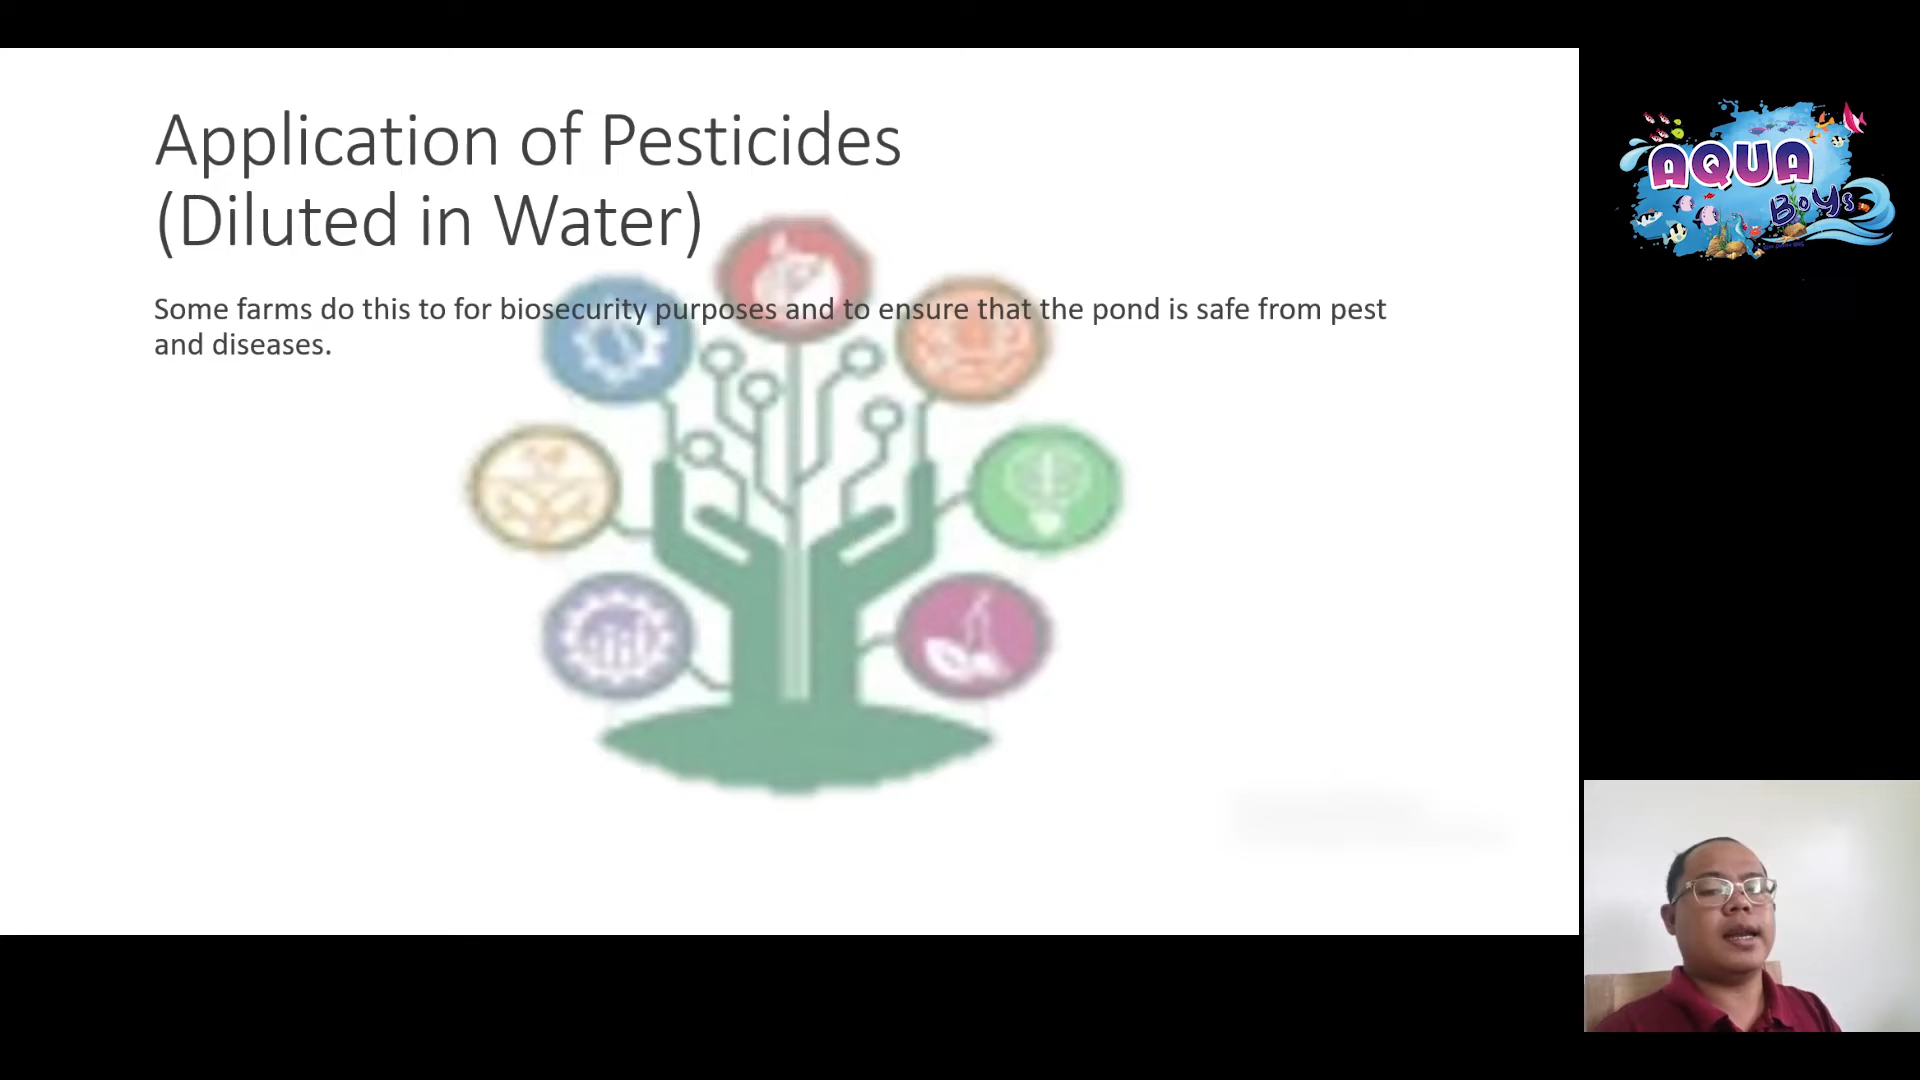 Application of Pesticides
(Diluted in Water)
Some farms do this to for biosecurity purposes and to ensure that the pond is safe from pest
and diseases.
AQUA
Boys